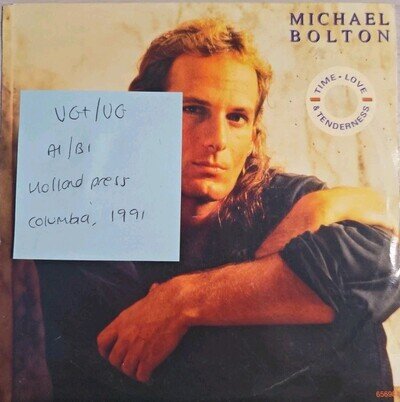 MICHAEL
BOLTON
TIME • LOVE
& TENDERNESS
VG+/VG
A1/B1
Holland press
Columbia, 1991